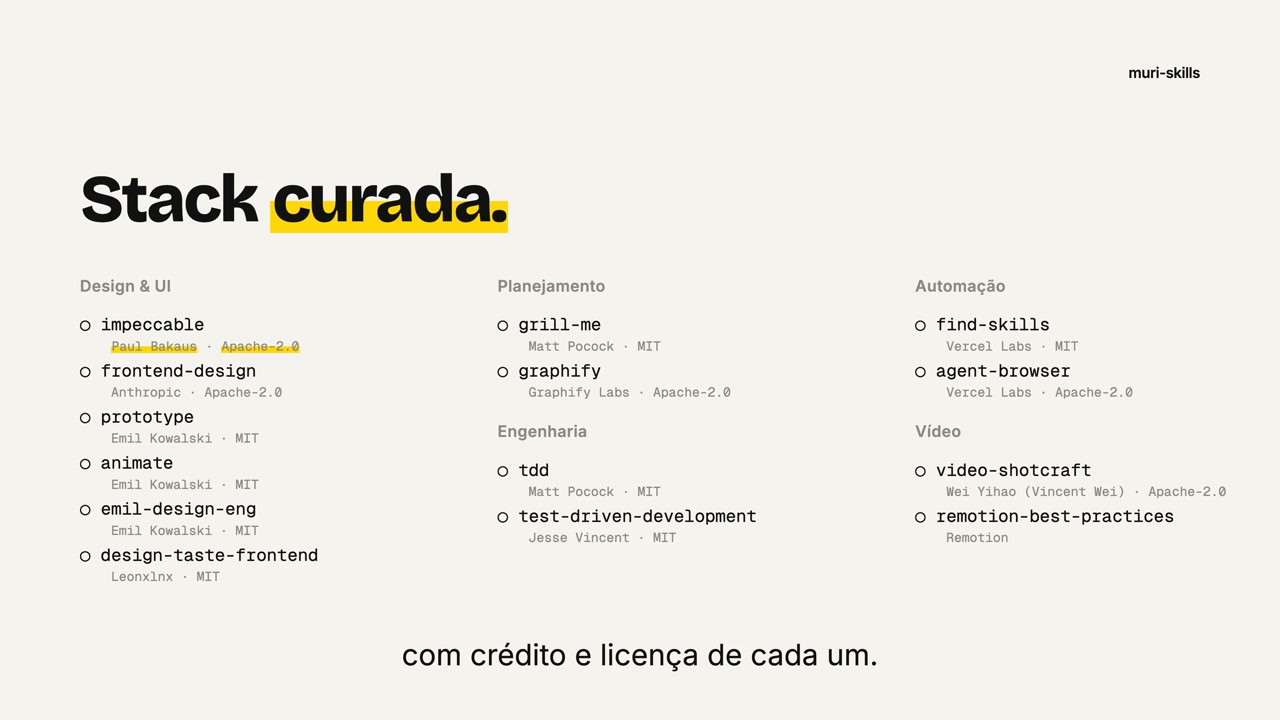 muri-skills
Stack curada.
Design & UI
impeccable
Paul Bakaus · Apache-2.0
frontend-design
Anthropic · Apache-2.0
prototype
Emil Kowalski · MIT
animate
Emil Kowalski · MIT
emil-design-eng
Emil Kowalski · MIT
design-taste-frontend
Leonxlnx · MIT
Planejamento
grill-me
Matt Pocock · MIT
graphify
Graphify Labs · Apache-2.0
Engenharia
tdd
Matt Pocock · MIT
test-driven-development
Jesse Vincent · MIT
Automação
find-skills
Vercel Labs · MIT
agent-browser
Vercel Labs · Apache-2.0
Vídeo
video-shotcraft
Wei Yihao (Vincent Wei) · Apache-2.0
remotion-best-practices
Remotion
com crédito e licença de cada um.